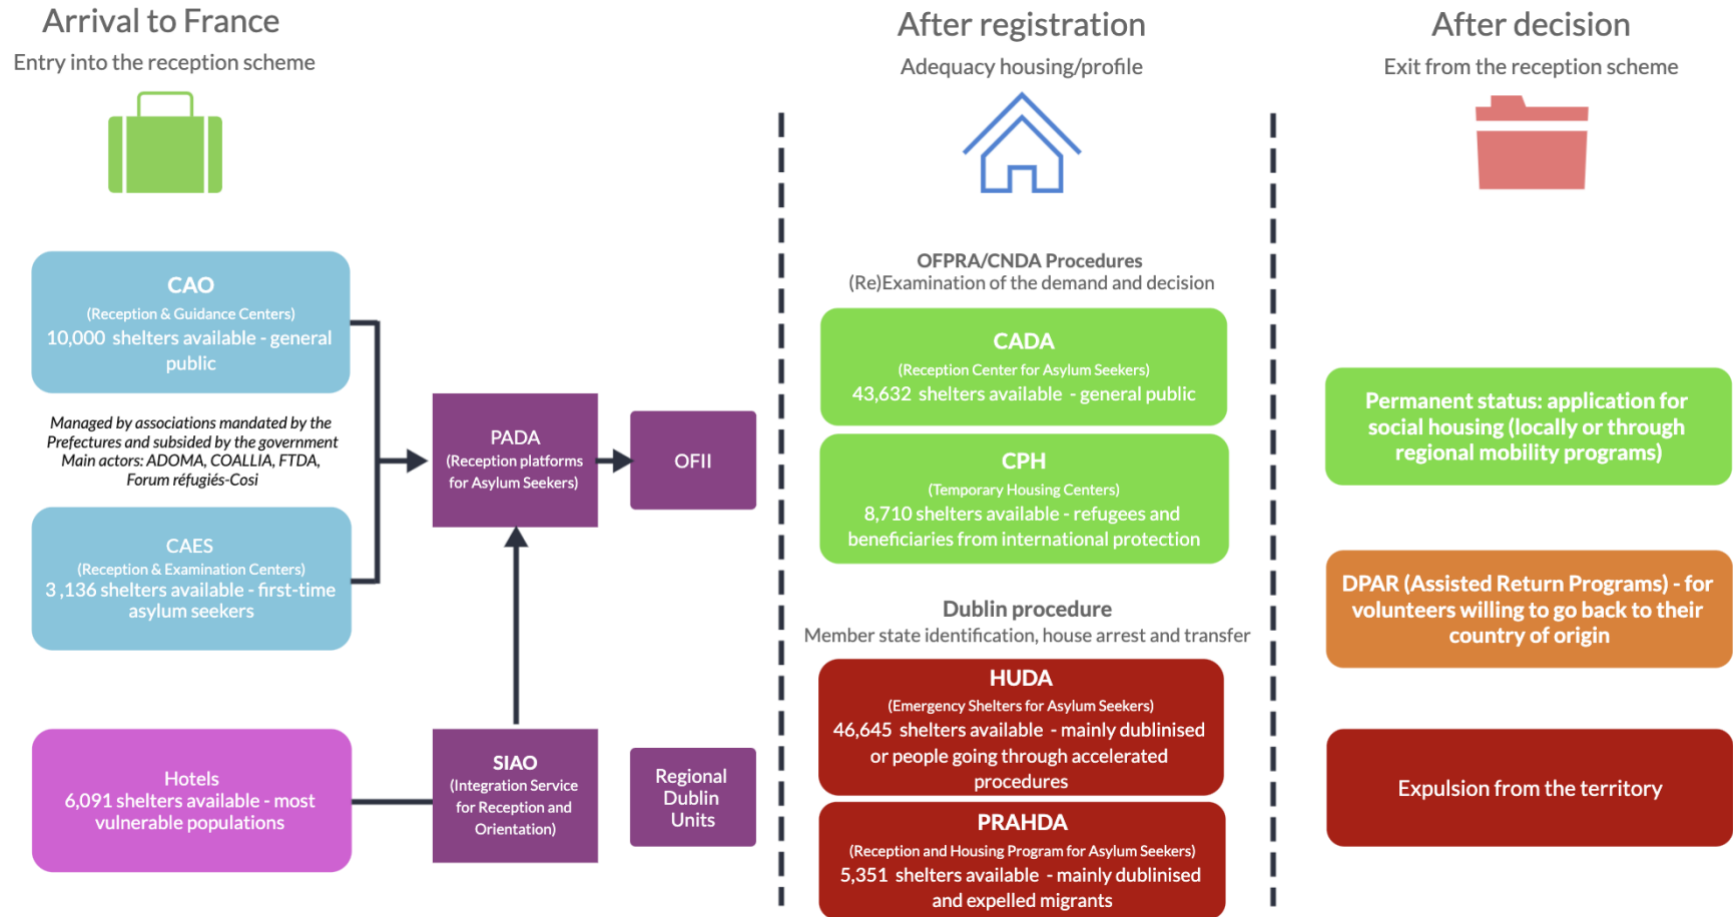 Arrival to France
Entry into the reception scheme
CAO
(Reception & Guidance Centers)
10,000 shelters available - general
public
Managed by associations mandated by the
Prefectures and subsided by the government
Main actors: ADOMA, COALLIA, FTDA,
Forum réfugiés-Cosi
CAES
(Reception & Examination Centers)
3 ,136 shelters available - first-time
asylum seekers
Hotels
6,091 shelters available - most
vulnerable populations
PADA
(Reception platforms
for Asylum Seekers)
OFII
SIAO
(Integration Service
for Reception and
Orientation)
Regional
Dublin
Units
After registration
Adequacy housing/profile
OFPRA/CNDA Procedures
(Re)Examination of the demand and decision
CADA
(Reception Center for Asylum Seekers)
43,632 shelters available - general public
CPH
(Temporary Housing Centers)
8,710 shelters available - refugees and
beneficiaries from international protection
Dublin procedure
Member state identification, house arrest and transfer
HUDA
(Emergency Shelters for Asylum Seekers)
46,645 shelters available - mainly dublinised
or people going through accelerated
procedures
PRAHDA
(Reception and Housing Program for Asylum Seekers)
5,351 shelters available - mainly dublinised
and expelled migrants
After decision
Exit from the reception scheme
Permanent status: application for
social housing (locally or through
regional mobility programs)
DPAR (Assisted Return Programs) - for
volunteers willing to go back to their
country of origin
Expulsion from the territory